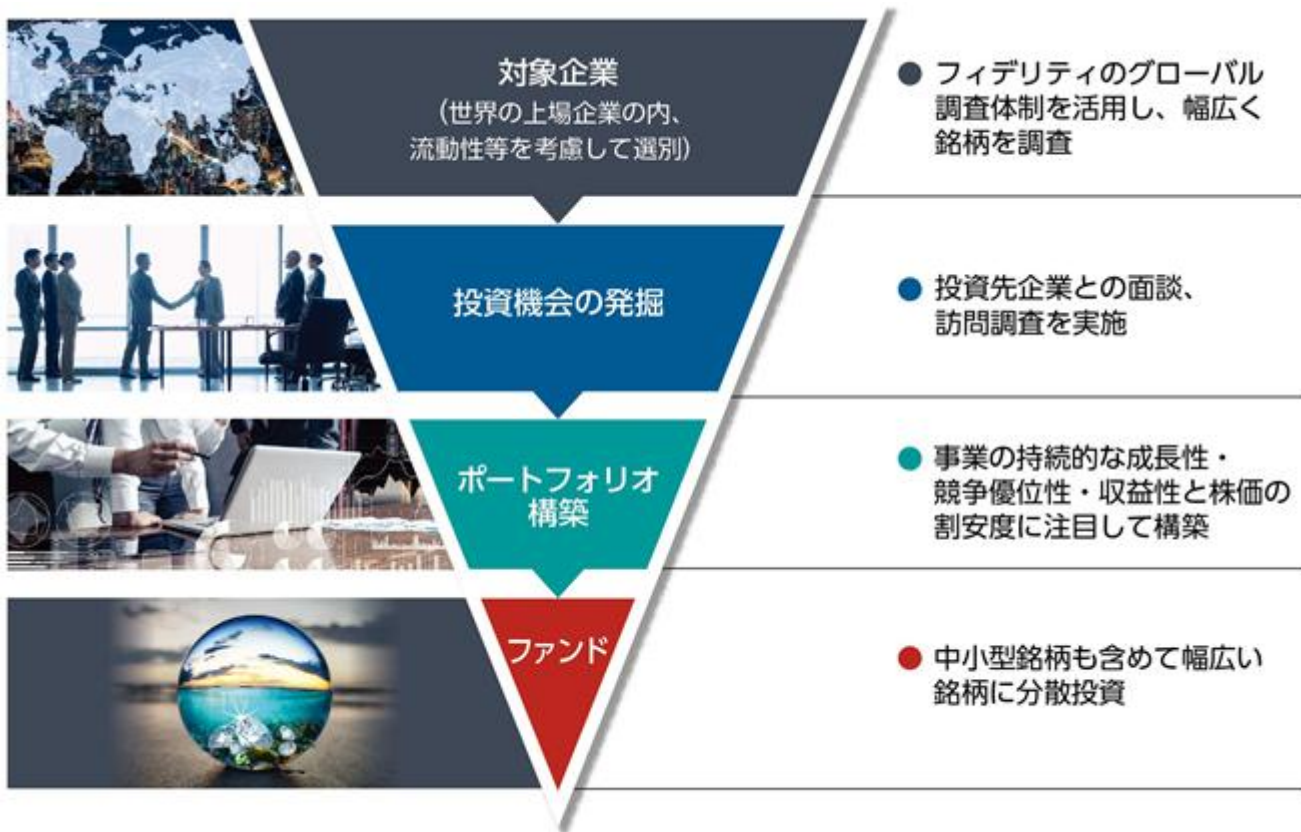 対象企業
(世界の上場企業の内、
流動性等を考慮して選別)
● フィデリティのグローバル
調査体制を活用し、幅広く
銘柄を調査
投資機会の発掘
● 投資先企業との面談、
訪問調査を実施
ポートフォリオ
構築
● 事業の持続的な成長性・
競争優位性・収益性と株価の
割安度に注目して構築
ファンド
● 中小型銘柄も含めて幅広い
銘柄に分散投資